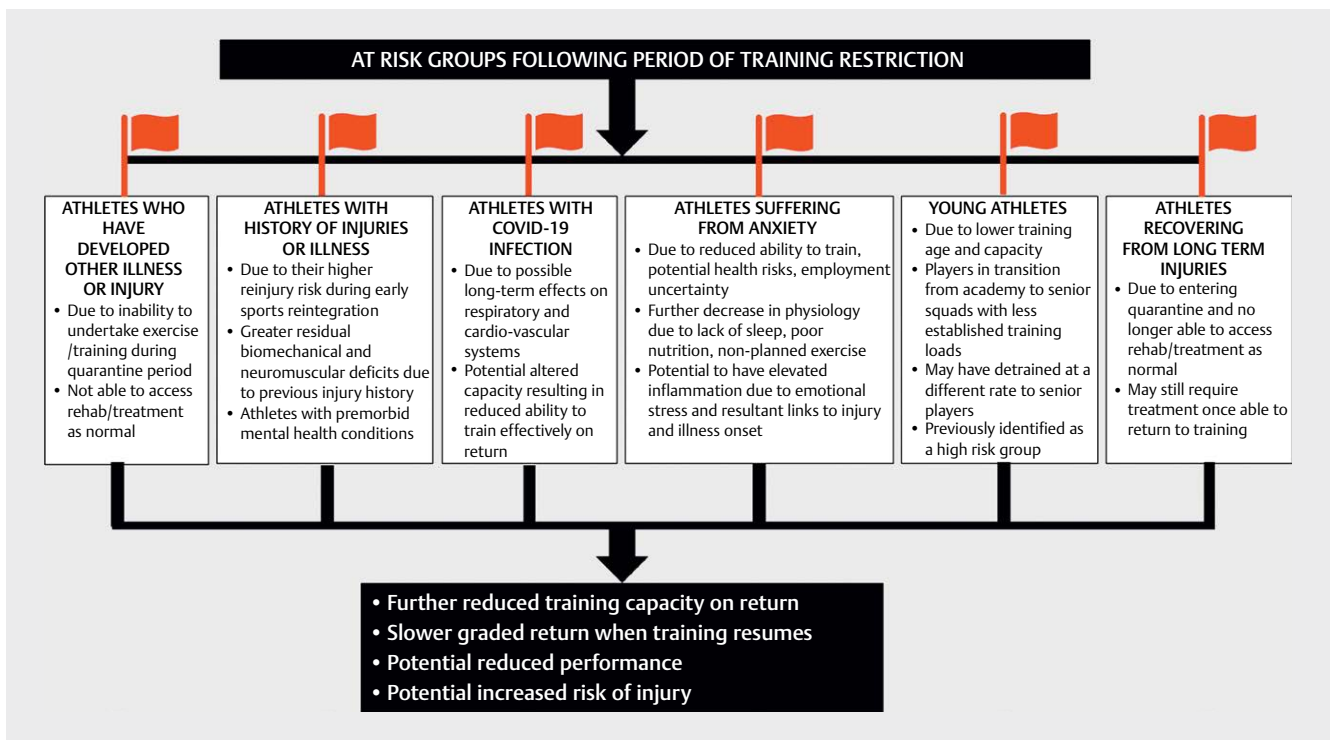 AT RISK GROUPS FOLLOWING PERIOD OF TRAINING RESTRICTION
ATHLETES WHO
HAVE
DEVELOPED
OTHER ILLNESS
OR INJURY
• Due to inability to
undertake exercise
/training during
quarantine period
• Not able to access
rehab/treatment
as normal
ATHLETES WITH
HISTORY OF INJURIES
OR ILLNESS
• Due to their higher
reinjury risk during early
sports reintegration
• Greater residual
biomechanical and
neuromuscular deficits due
to previous injury history
• Athletes with premorbid
mental health conditions
ATHLETES WITH
COVID-19
INFECTION
• Due to possible
long-term effects on
respiratory and
cardio-vascular
systems
• Potential altered
capacity resulting in
reduced ability to
train effectively on
return
ATHLETES SUFFERING
FROM ANXIETY
• Due to reduced ability to train,
potential health risks, employment
uncertainty
• Further decrease in physiology
due to lack of sleep, poor
nutrition, non-planned exercise
• Potential to have elevated
inflammation due to emotional
stress and resultant links to injury
and illness onset
YOUNG ATHLETES
• Due to lower training
age and capacity
• Players in transition
from academy to senior
squads with less
established training
loads
• May have detrained at a
different rate to senior
players
• Previously identified as
a high risk group
ATHLETES
RECOVERING
FROM LONG TERM
INJURIES
• Due to entering
quarantine and no
longer able to access
rehab/treatment as
normal
• May still require
treatment once able to
return to training
• Further reduced training capacity on return
• Slower graded return when training resumes
• Potential reduced performance
• Potential increased risk of injury